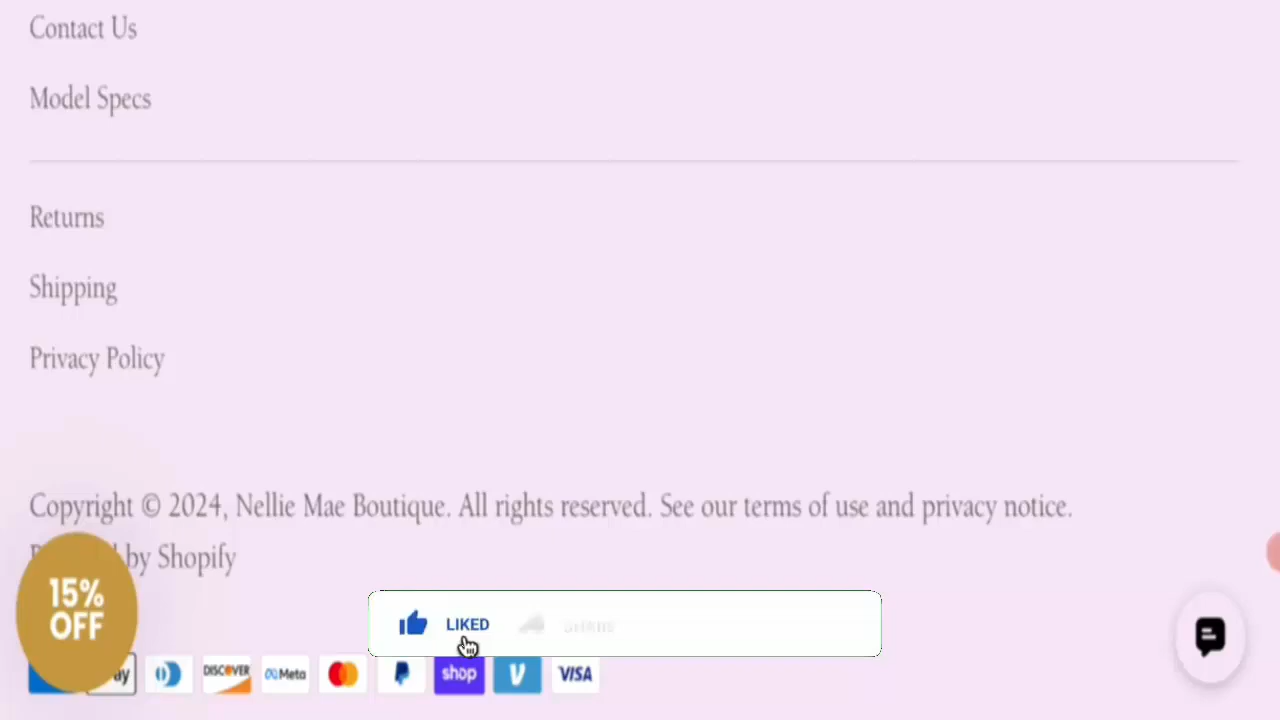 Contact Us
Model Specs
Returns
Shipping
Privacy Policy
Copyright © 2024, Nellie Mae Boutique. All rights reserved. See our terms of use and privacy notice.
by Shopify
15%
OFF
LIKED
Pay
DISCOVER
Meta
shop
VISA